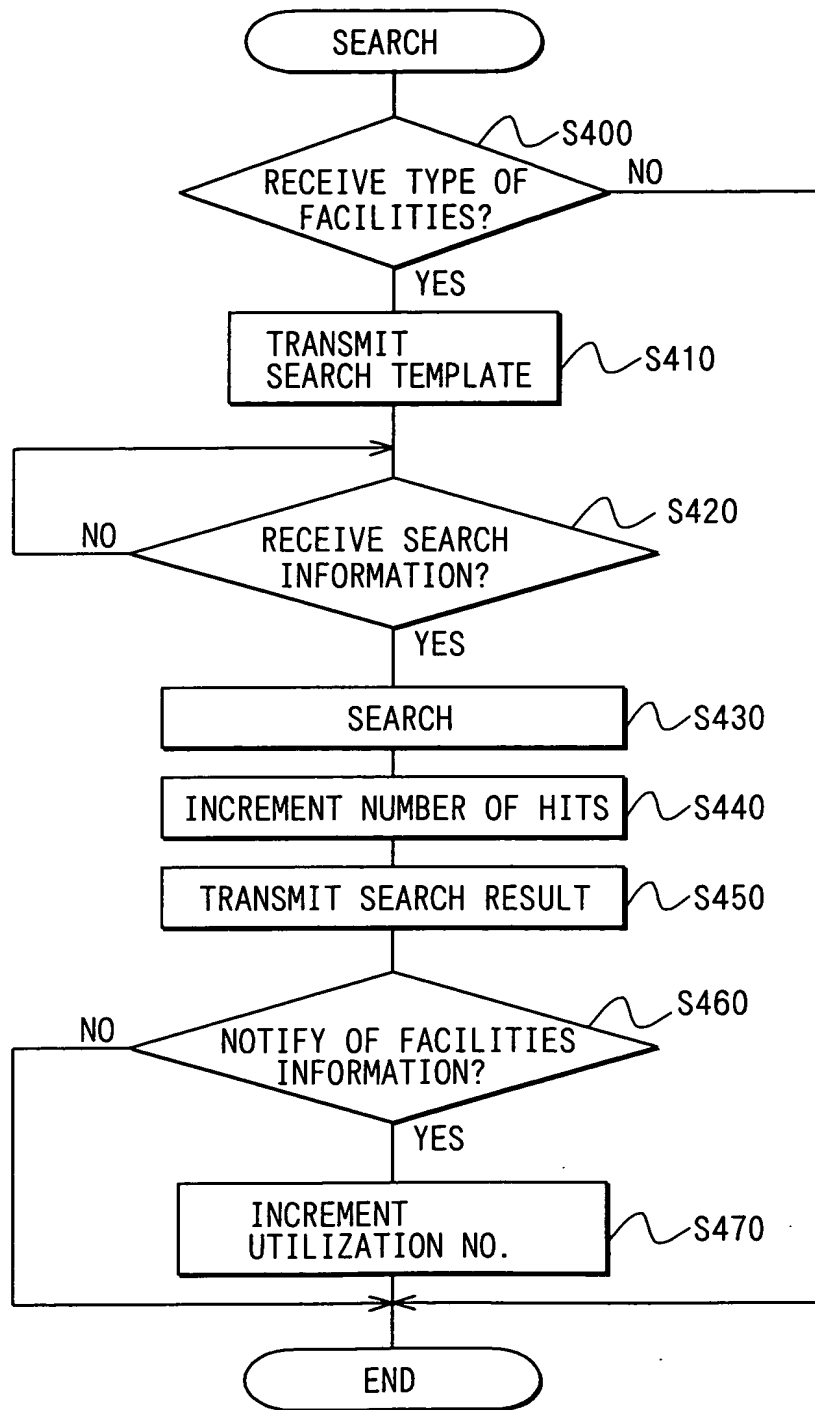 SEARCH
S400
RECEIVE TYPE OF
FACILITIES?
NO
YES
TRANSMIT
SEARCH TEMPLATE
S410
S420
NO
RECEIVE SEARCH
INFORMATION?
YES
SEARCH
S430
INCREMENT NUMBER OF HITS
S440
TRANSMIT SEARCH RESULT
S450
S460
NO
NOTIFY OF FACILITIES
INFORMATION?
YES
INCREMENT
UTILIZATION NO.
S470
END